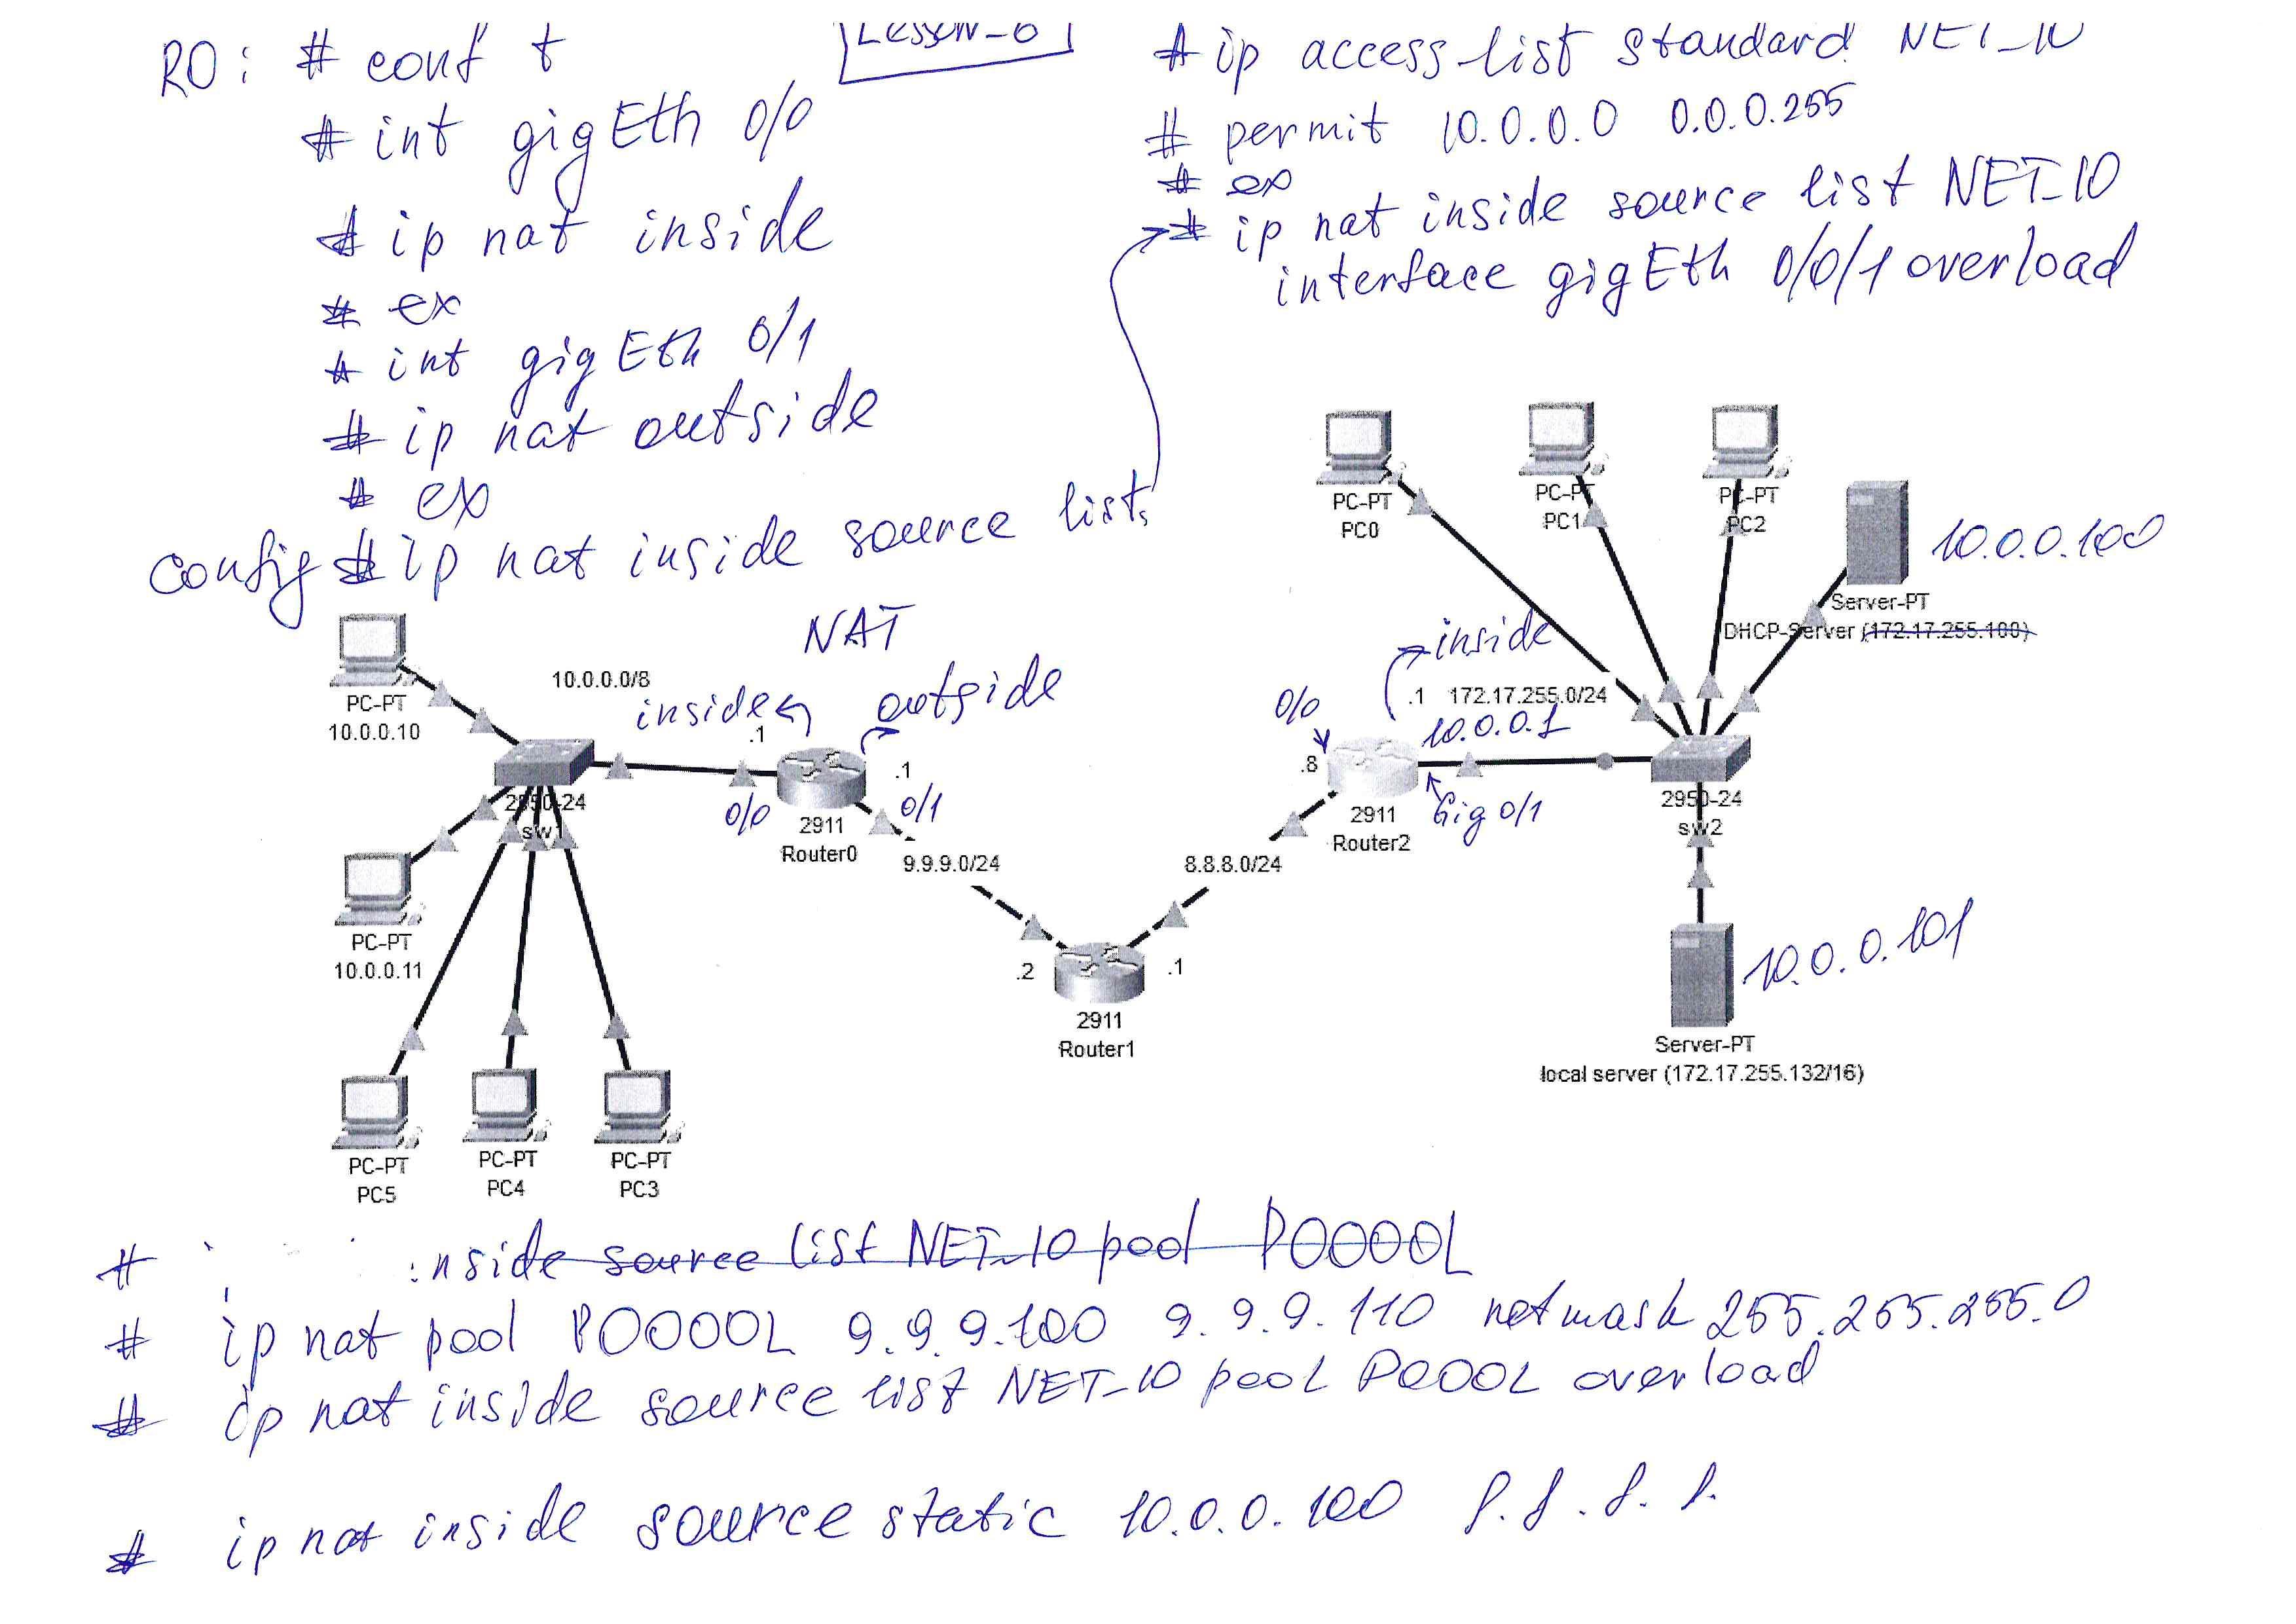 Lesson-6
RO: # conf t
# int gigEth 0/0
# ip nat inside
# ex
# int gigEth 0/1
# ip nat outside
# ex
config # ip nat inside source list
# ip access-list standard NET_10
# permit 10.0.0.0 0.0.0.255
# ex
# ip nat inside source list NET_10
interface gigEth 0/0/1 overload
PC-PT
PC0
PC-PT
PC1
PC-PT
PC2
10.0.0.100
Server-PT
DHCP-Server (172.17.255.100)
NAT
inside
outside
10.0.0.0/8
.1
.1
0/0
0/1
2911
Router0
PC-PT
10.0.0.10
2950-24
sw1
PC-PT
10.0.0.11
9.9.9.0/24
8.8.8.0/24
inside
0/0
.1 172.17.255.0/24
10.0.0.1
.8
2911
Router2
Gig 0/1
2950-24
sw2
.2
.1
2911
Router1
10.0.0.101
Server-PT
local server (172.17.255.132/16)
PC-PT
PC5
PC-PT
PC4
PC-PT
PC3
# nside source list NET_10 pool POOOOL
# ip nat pool POOOOL 9.9.9.100 9.9.9.110 netmask 255.255.255.0
# ip nat inside source list NET_10 pool POOOL overload
# ip nat inside source static 10.0.0.100